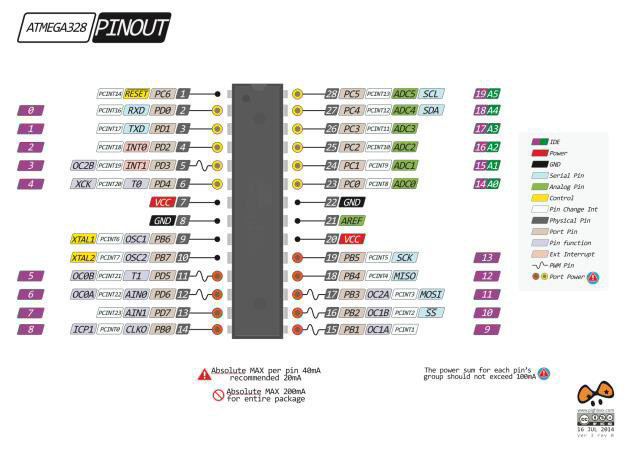 ATMEGA328 PINOUT
PCINT14 RESET PC6 1
0 PCINT16 RXD PD0 2
1 PCINT17 TXD PD1 3
2 PCINT18 INT0 PD2 4
3 OC2B PCINT19 INT1 PD3 5
4 XCK PCINT20 T0 PD4 6
VCC 7
GND 8
XTAL1 PCINT6 OSC1 PB6 9
XTAL2 PCINT7 OSC2 PB7 10
5 OC0B PCINT21 T1 PD5 11
6 OC0A PCINT22 AIN0 PD6 12
7 PCINT23 AIN1 PD7 13
8 ICP1 PCINT0 CLKO PB0 14
28 PC5 PCINT13 ADC5 SCL 19 A5
27 PC4 PCINT12 ADC4 SDA 18 A4
26 PC3 PCINT11 ADC3 17 A3
25 PC2 PCINT10 ADC2 16 A2
24 PC1 PCINT9 ADC1 15 A1
23 PC0 PCINT8 ADC0 14 A0
22 GND
21 AREF
20 VCC
19 PB5 PCINT5 SCK 13
18 PB4 PCINT4 MISO 12
17 PB3 OC2A PCINT3 MOSI 11
16 PB2 OC1B PCINT2 SS 10
15 PB1 OC1A PCINT1 9
IDE
Power
GND
Serial Pin
Analog Pin
Control
Pin Change Int
Physical Pin
Port Pin
Pin function
Ext Interrupt
PWM Pin
Port Power
Absolute MAX per pin 40mA
recommended 20mA
Absolute MAX 200mA
for entire package
The power sum for each pin's
group should not exceed 100mA
www.pighixxx.com
16 JUL 2014